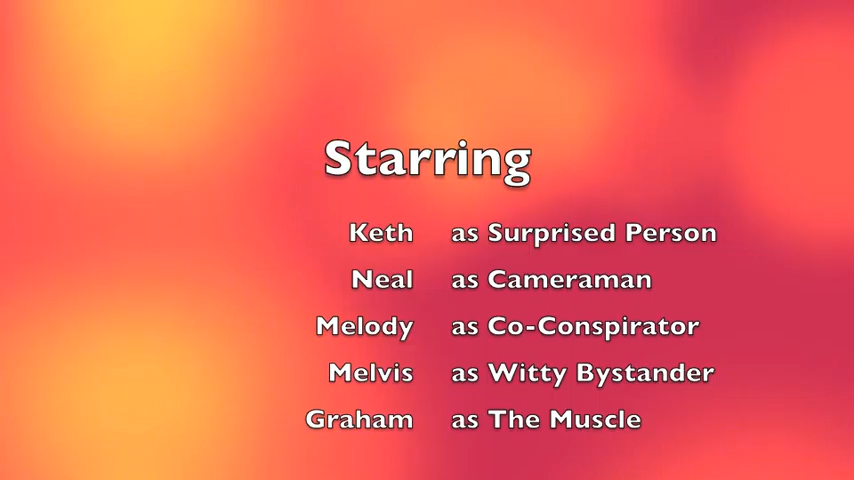 Starring
Keth as Surprised Person
Neal as Cameraman
Melody as Co-Conspirator
Melvis as Witty Bystander
Graham as The Muscle